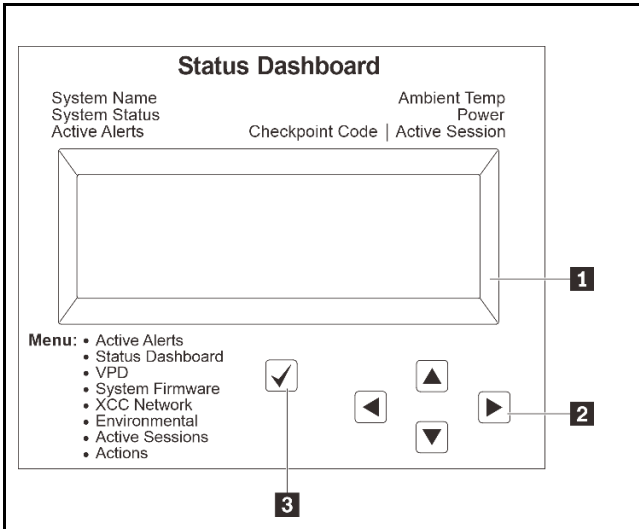 Status Dashboard
System Name
System Status
Active Alerts
Ambient Temp
Power
Checkpoint Code | Active Session
1
Menu: • Active Alerts
• Status Dashboard
• VPD
• System Firmware
• XCC Network
• Environmental
• Active Sessions
• Actions
2
3